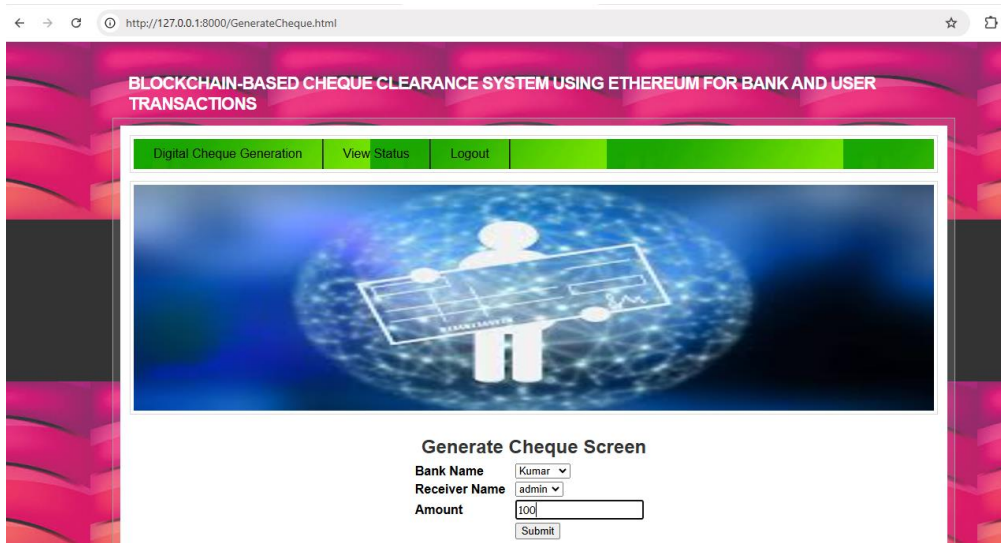 http://127.0.0.1:8000/GenerateCheque.html
BLOCKCHAIN-BASED CHEQUE CLEARANCE SYSTEM USING ETHEREUM FOR BANK AND USER
TRANSACTIONS
Digital Cheque Generation View Status Logout
Generate Cheque Screen
Bank Name Kumar
Receiver Name admin
Amount 100
Submit